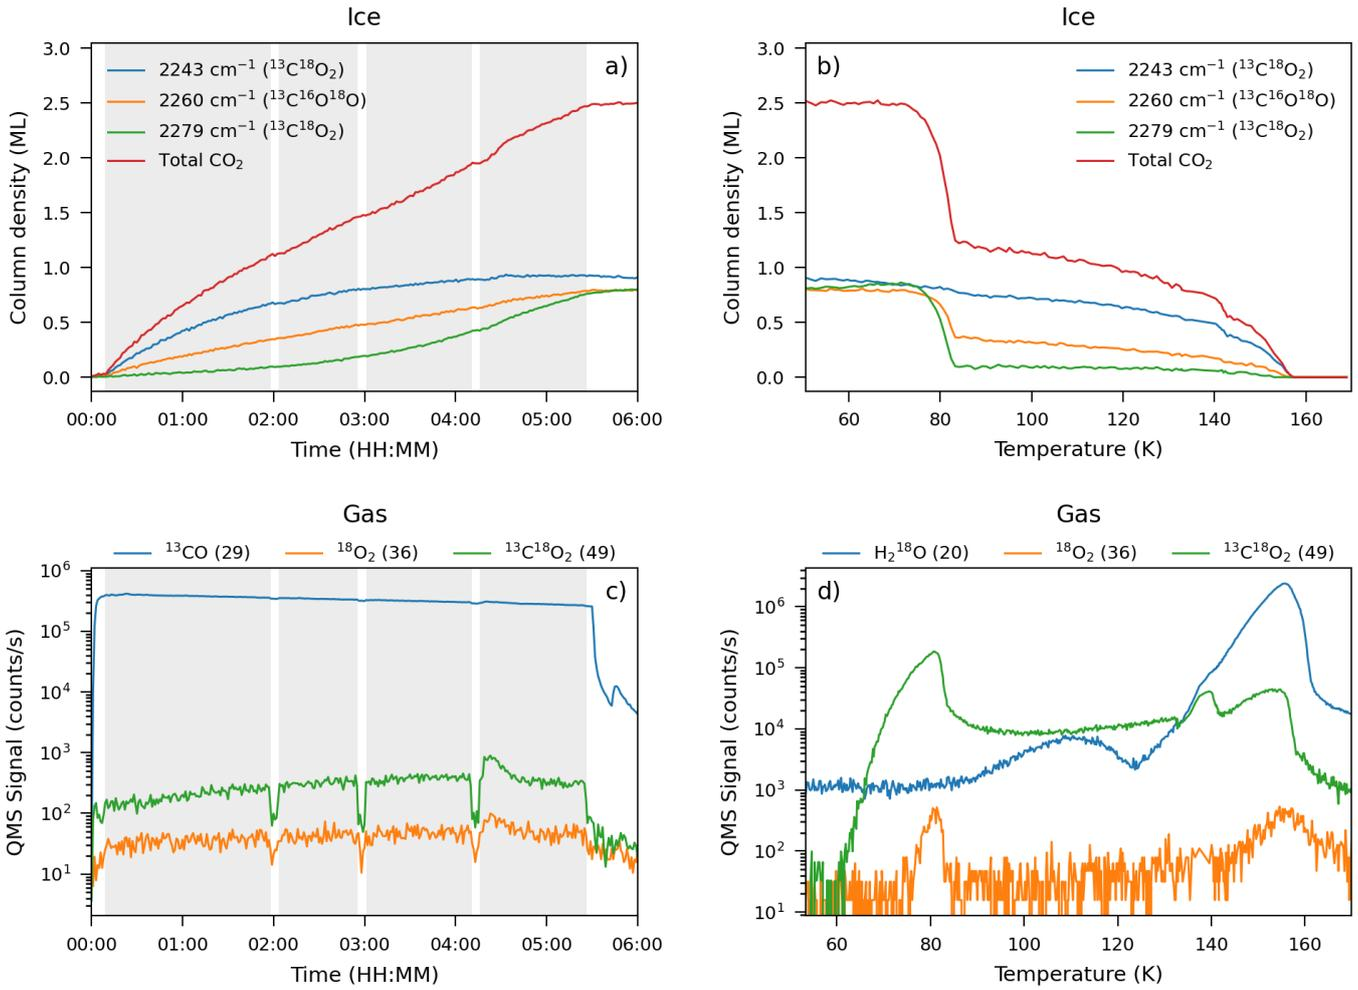 Ice
a)
2243 cm⁻¹ (¹³C¹⁸O₂)
2260 cm⁻¹ (¹³C¹⁶O¹⁸O)
2279 cm⁻¹ (¹³C¹⁸O₂)
Total CO₂
Column density (ML)
3.0
2.5
2.0
1.5
1.0
0.5
0.0
00:00 01:00 02:00 03:00 04:00 05:00 06:00
Time (HH:MM)
Ice
b)
2243 cm⁻¹ (¹³C¹⁸O₂)
2260 cm⁻¹ (¹³C¹⁶O¹⁸O)
2279 cm⁻¹ (¹³C¹⁸O₂)
Total CO₂
Column density (ML)
3.0
2.5
2.0
1.5
1.0
0.5
0.0
60 80 100 120 140 160
Temperature (K)
Gas
¹³CO (29) ¹⁸O₂ (36) ¹³C¹⁸O₂ (49)
c)
QMS Signal (counts/s)
10⁶
10⁵
10⁴
10³
10²
10¹
00:00 01:00 02:00 03:00 04:00 05:00 06:00
Time (HH:MM)
Gas
H₂¹⁸O (20) ¹⁸O₂ (36) ¹³C¹⁸O₂ (49)
d)
QMS Signal (counts/s)
10⁶
10⁵
10⁴
10³
10²
10¹
60 80 100 120 140 160
Temperature (K)